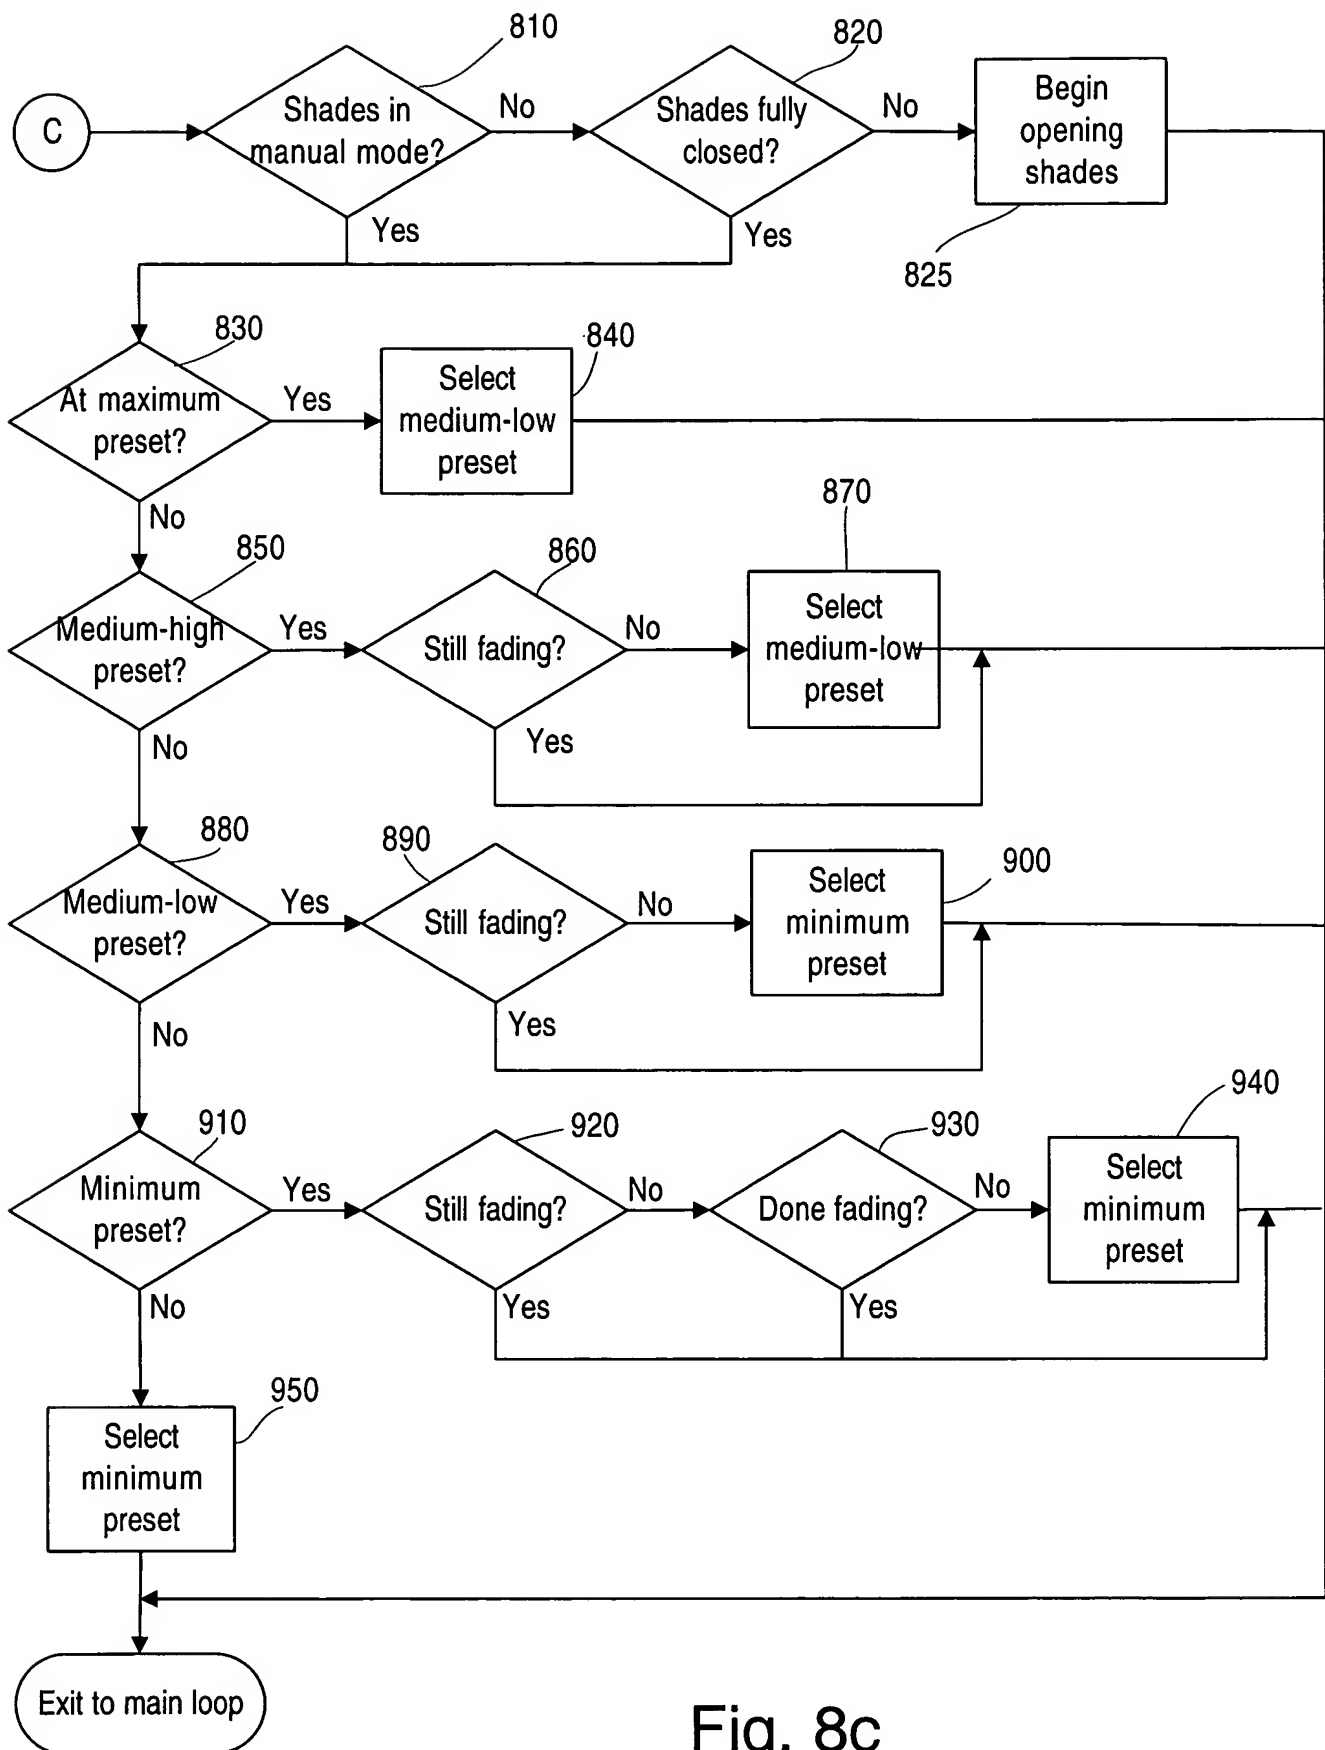 810
820
C
Shades in
manual mode?
No
Shades fully
closed?
No
Begin
opening
shades
Yes
Yes
825
830
840
At maximum
preset?
Yes
Select
medium-low
preset
No
870
850
860
Medium-high
preset?
Yes
Still fading?
No
Select
medium-low
preset
No
Yes
880
890
900
Medium-low
preset?
Yes
Still fading?
No
Select
minimum
preset
No
Yes
940
910
920
930
Minimum
preset?
Yes
Still fading?
No
Done fading?
No
Select
minimum
preset
No
Yes
Yes
950
Select
minimum
preset
Exit to main loop
Fig. 8c